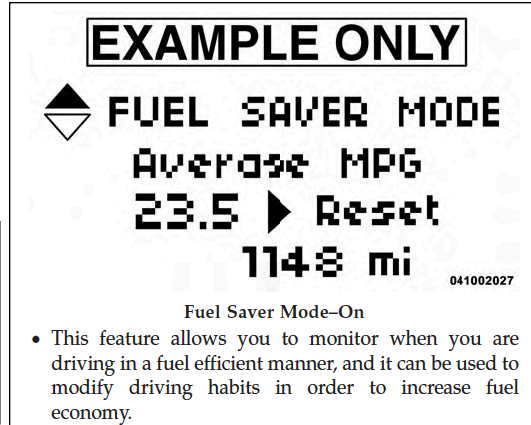 EXAMPLE ONLY
FUEL SAVER MODE
Average MPG
23.5 Reset
1148 mi
041002027
Fuel Saver Mode–On
• This feature allows you to monitor when you are
driving in a fuel efficient manner, and it can be used to
modify driving habits in order to increase fuel
economy.